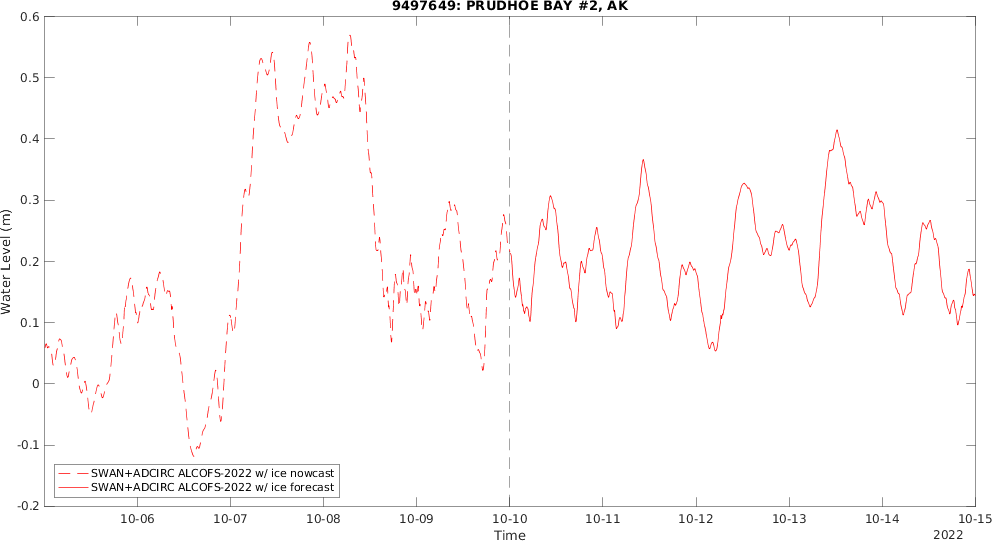 9497649: PRUDHOE BAY #2, AK
0.6
0.5
0.4
0.3
0.2
0.1
0
-0.1
-0.2
Water Level (m)
SWAN+ADCIRC ALCOFS-2022 w/ ice nowcast
SWAN+ADCIRC ALCOFS-2022 w/ ice forecast
10-06 10-07 10-08 10-09 10-10 10-11 10-12 10-13 10-14 10-15
Time
2022